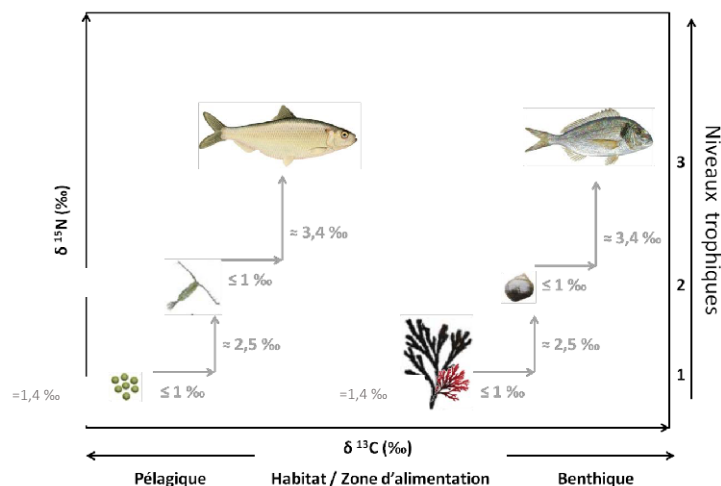 δ ¹⁵N (‰)
Niveaux trophiques
3
≈ 3,4 ‰
≈ 3,4 ‰
≤ 1 ‰
≤ 1 ‰
2
≈ 2,5 ‰
≈ 2,5 ‰
1
=1,4 ‰
≤ 1 ‰
=1,4 ‰
≤ 1 ‰
δ ¹³C (‰)
Pélagique
Habitat / Zone d'alimentation
Benthique